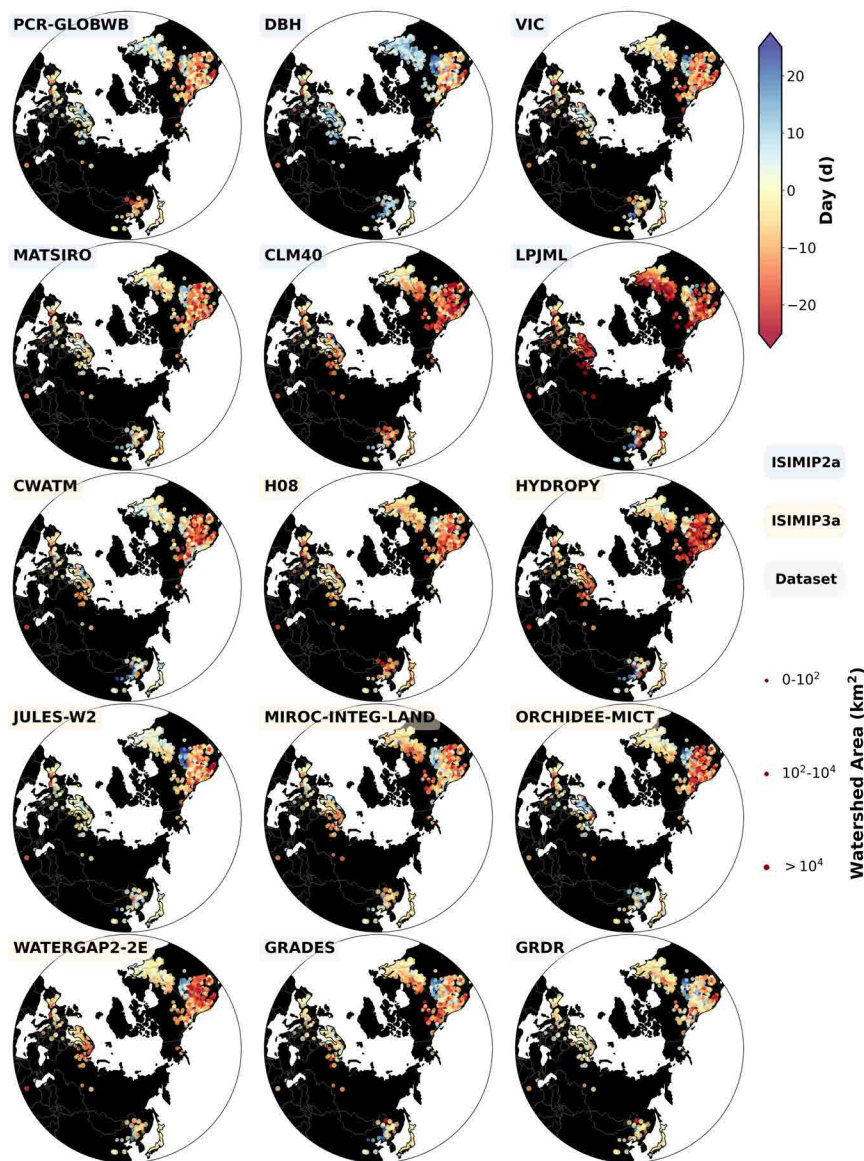 PCR-GLOBWB
DBH
VIC
20
10
0
−10
−20
Day (d)
MATSIRO
CLM40
LPJML
ISIMIP2a
ISIMIP3a
Dataset
CWATM
H08
HYDROPY
0-10²
10²-10⁴
> 10⁴
Watershed Area (km²)
JULES-W2
MIROC-INTEG-LAND
ORCHIDEE-MICT
WATERGAP2-2E
GRADES
GRDR